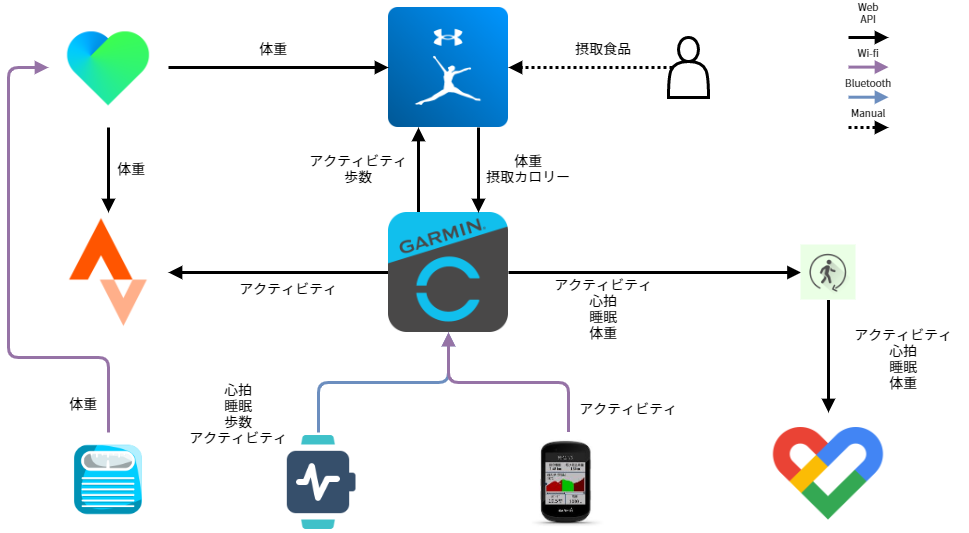 Web
API
Wi-fi
Bluetooth
Manual
体重
摂取食品
体重
アクティビティ
歩数
体重
摂取カロリー
GARMIN
アクティビティ
アクティビティ
心拍
睡眠
体重
アクティビティ
心拍
睡眠
体重
体重
心拍
睡眠
歩数
アクティビティ
アクティビティ